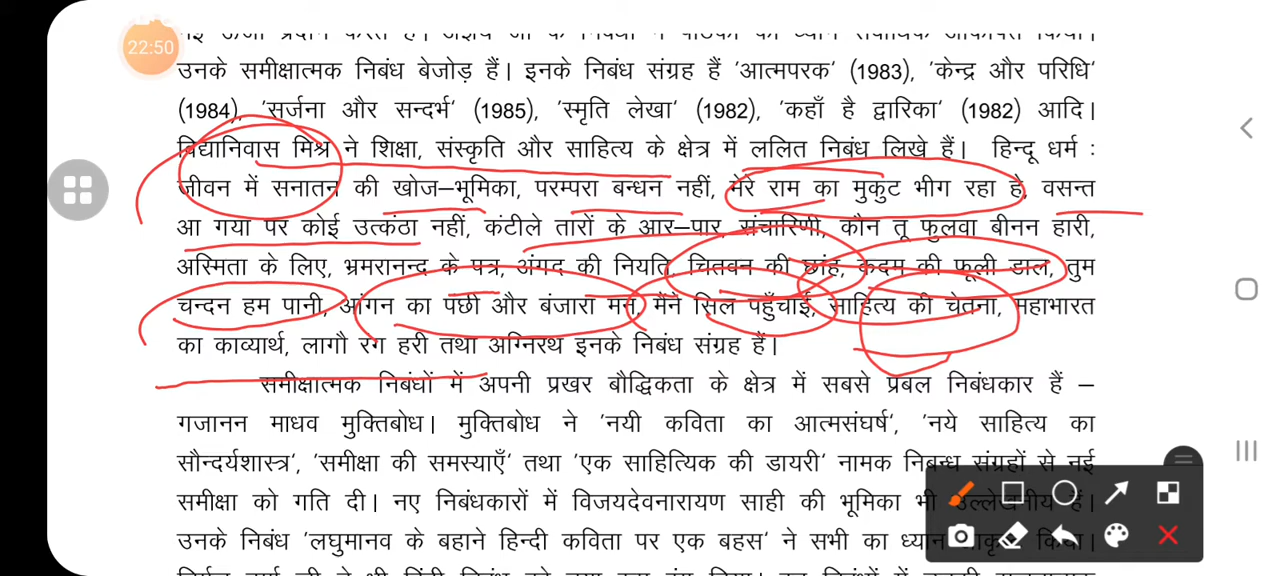 22:50
उनके समीक्षात्मक निबंध बेजोड़ हैं। इनके निबंध संग्रह हैं 'आत्मपरक' (1983), 'केन्द्र और परिधि'
(1984), 'सर्जना और सन्दर्भ' (1985), 'स्मृति लेखा' (1982), 'कहाँ है द्वारिका' (1982) आदि।
विद्यानिवास मिश्र ने शिक्षा, संस्कृति और साहित्य के क्षेत्र में ललित निबंध लिखे हैं। हिन्दू धर्म :
जीवन में सनातन की खोज–भूमिका, परम्परा बन्धन नहीं, मेरे राम का मुकुट भीग रहा है, वसन्त
आ गया पर कोई उत्कंठा नहीं, कंटीले तारों के आर–पार, संचारिणी, कौन तू फुलवा बीनन हारी,
अस्मिता के लिए, भ्रमरानन्द के पत्र, अंगद की नियति, चितवन की छांह, कदम की फूली डाल, तुम
चन्दन हम पानी, आंगन का पंछी और बंजारा मन, मैंने सिल पहुँचाई, साहित्य की चेतना, महाभारत
का काव्यार्थ, लागौ रंग हरी तथा अग्निरथ इनके निबंध संग्रह हैं।
समीक्षात्मक निबंधों में अपनी प्रखर बौद्धिकता के क्षेत्र में सबसे प्रबल निबंधकार हैं –
गजानन माधव मुक्तिबोध। मुक्तिबोध ने 'नयी कविता का आत्मसंघर्ष', 'नये साहित्य का
सौन्दर्यशास्त्र', 'समीक्षा की समस्याएँ' तथा 'एक साहित्यिक की डायरी' नामक निबन्ध संग्रहों से नई
समीक्षा को गति दी। नए निबंधकारों में विजयदेवनारायण साही की भूमिका भी उल्लेखनीय हैं।
उनके निबंध 'लघुमानव के बहाने हिन्दी कविता पर एक बहस' ने सभी का ध्यान